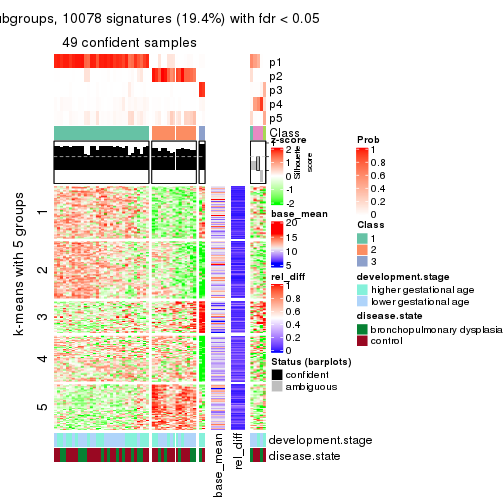 ubgroups, 10078 signatures (19.4%) with fdr < 0.05
49 confident samples
p1
p2
p3
p4
p5
Class
Silhouette
score
k-means with 5 groups
1
2
3
4
5
base_mean
rel_diff
development.stage
disease.state
z-score
2
1
0
-1
-2
base_mean
20
15
10
5
rel_diff
1
0.8
0.6
0.4
0.2
0
Status (barplots)
confident
ambiguous
Prob
1
0.8
0.6
0.4
0.2
0
Class
1
2
3
development.stage
higher gestational age
lower gestational age
disease.state
bronchopulmonary dysplasia
control